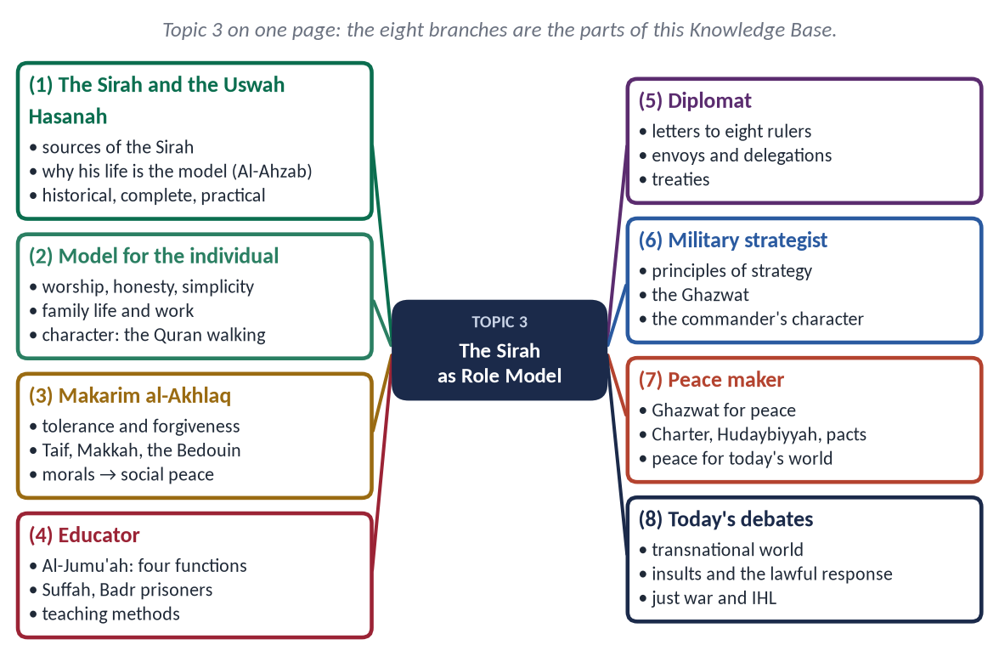 Topic 3 on one page: the eight branches are the parts of this Knowledge Base.
(1) The Sirah and the Uswah
Hasanah
• sources of the Sirah
• why his life is the model (Al-Ahzab)
• historical, complete, practical
(2) Model for the individual
• worship, honesty, simplicity
• family life and work
• character: the Quran walking
(3) Makarim al-Akhlaq
• tolerance and forgiveness
• Taif, Makkah, the Bedouin
• morals → social peace
(4) Educator
• Al-Jumu'ah: four functions
• Suffah, Badr prisoners
• teaching methods
TOPIC 3
The Sirah
as Role Model
(5) Diplomat
• letters to eight rulers
• envoys and delegations
• treaties
(6) Military strategist
• principles of strategy
• the Ghazwat
• the commander's character
(7) Peace maker
• Ghazwat for peace
• Charter, Hudaybiyyah, pacts
• peace for today's world
(8) Today's debates
• transnational world
• insults and the lawful response
• just war and IHL